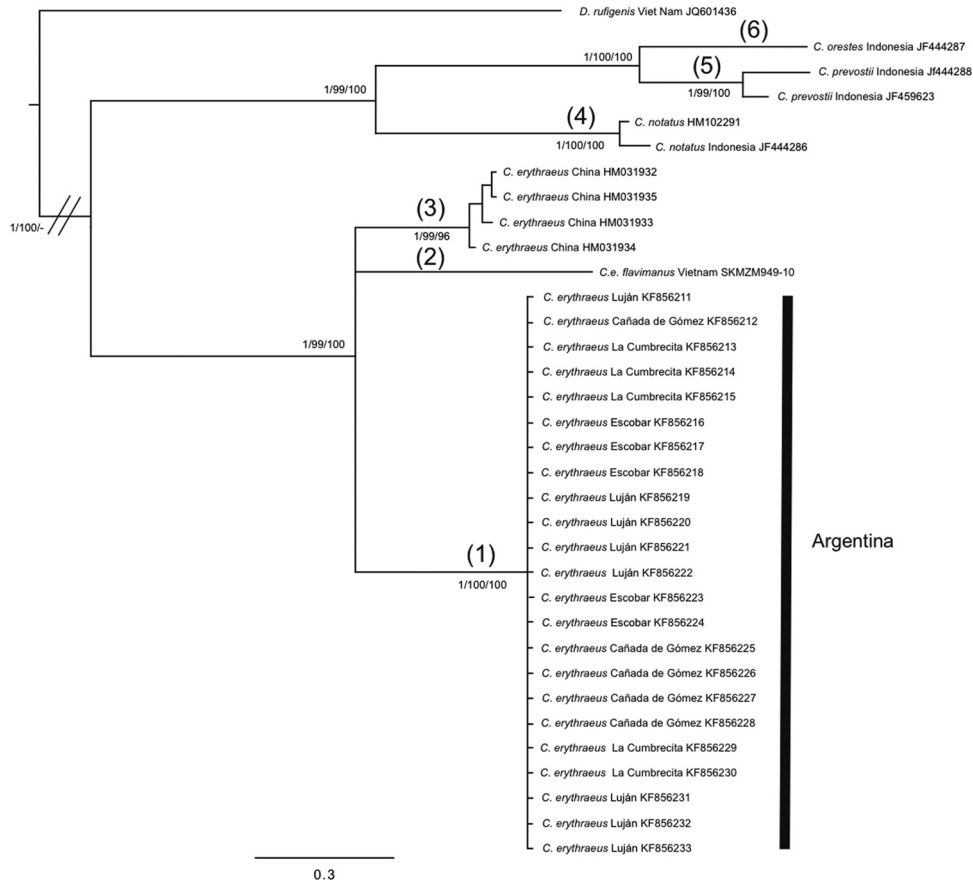 D. rufigenis Viet Nam JQ601436
(6)
C. orestes Indonesia JF444287
1/100/100
(5)
C. prevostii Indonesia Jf444288
1/99/100
1/99/100
C. prevostii Indonesia JF459623
(4)
C. notatus HM102291
1/100/100
C. notatus Indonesia JF444286
C. erythraeus China HM031932
C. erythraeus China HM031935
(3)
C. erythraeus China HM031933
1/100/-
1/99/96
C. erythraeus China HM031934
(2)
C.e. flavimanus Vietnam SKMZM949-10
C. erythraeus Luján KF856211
C. erythraeus Cañada de Gómez KF856212
1/99/100
C. erythraeus La Cumbrecita KF856213
C. erythraeus La Cumbrecita KF856214
C. erythraeus La Cumbrecita KF856215
C. erythraeus Escobar KF856216
C. erythraeus Escobar KF856217
C. erythraeus Escobar KF856218
C. erythraeus Luján KF856219
C. erythraeus Luján KF856220
Argentina
C. erythraeus Luján KF856221
(1)
C. erythraeus Luján KF856222
1/100/100
C. erythraeus Escobar KF856223
C. erythraeus Escobar KF856224
C. erythraeus Cañada de Gómez KF856225
C. erythraeus Cañada de Gómez KF856226
C. erythraeus Cañada de Gómez KF856227
C. erythraeus Cañada de Gómez KF856228
C. erythraeus La Cumbrecita KF856229
C. erythraeus La Cumbrecita KF856230
C. erythraeus Luján KF856231
C. erythraeus Luján KF856232
C. erythraeus Luján KF856233
0.3